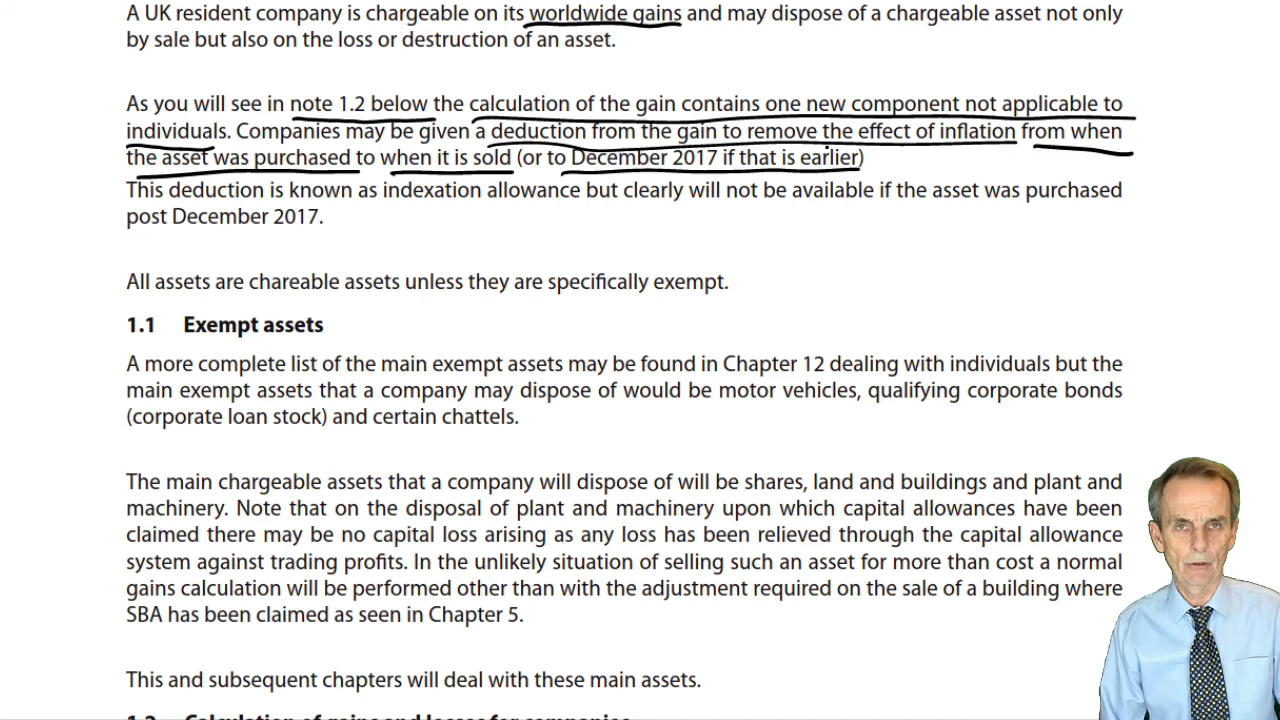 A UK resident company is chargeable on its worldwide gains and may dispose of a chargeable asset not only
by sale but also on the loss or destruction of an asset.
As you will see in note 1.2 below the calculation of the gain contains one new component not applicable to
individuals. Companies may be given a deduction from the gain to remove the effect of inflation from when
the asset was purchased to when it is sold (or to December 2017 if that is earlier)
This deduction is known as indexation allowance but clearly will not be available if the asset was purchased
post December 2017.
All assets are chareable assets unless they are specifically exempt.
1.1 Exempt assets
A more complete list of the main exempt assets may be found in Chapter 12 dealing with individuals but the
main exempt assets that a company may dispose of would be motor vehicles, qualifying corporate bonds
(corporate loan stock) and certain chattels.
The main chargeable assets that a company will dispose of will be shares, land and buildings and plant and
machinery. Note that on the disposal of plant and machinery upon which capital allowances have been
claimed there may be no capital loss arising as any loss has been relieved through the capital allowance
system against trading profits. In the unlikely situation of selling such an asset for more than cost a normal
gains calculation will be performed other than with the adjustment required on the sale of a building where
SBA has been claimed as seen in Chapter 5.
This and subsequent chapters will deal with these main assets.
1.2 Calculation of gains and losses for companies